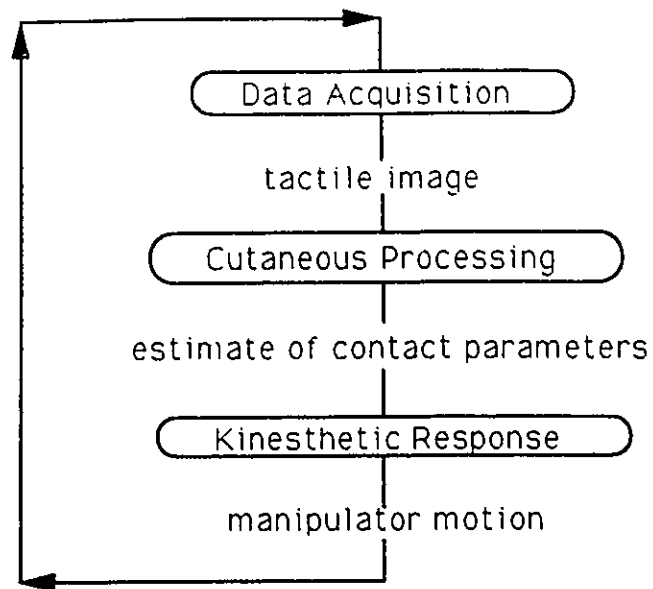 Data Acquisition
tactile image
Cutaneous Processing
estimate of contact parameters
Kinesthetic Response
manipulator motion